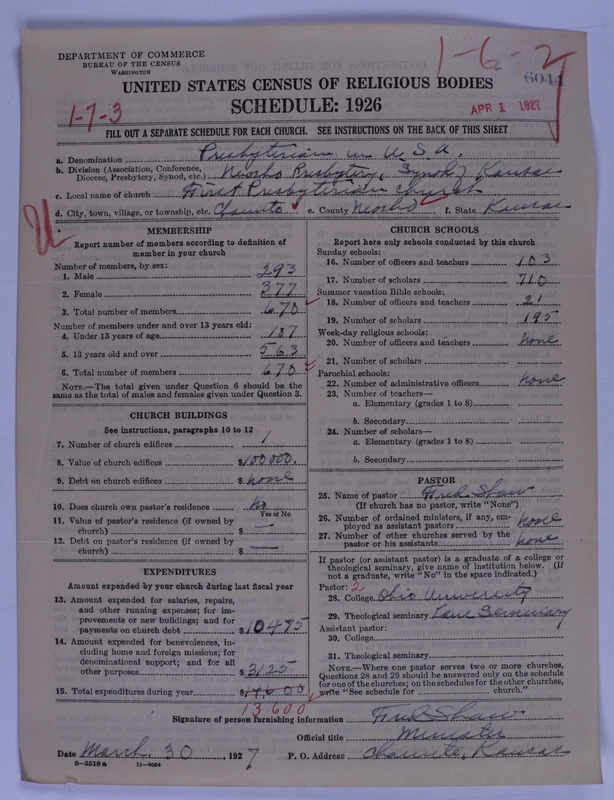 DEPARTMENT OF COMMERCE
BUREAU OF THE CENSUS
WASHINGTON
1-6-2
6044
UNITED STATES CENSUS OF RELIGIOUS BODIES
SCHEDULE: 1926
1-7-3
APR 1 1927
FILL OUT A SEPARATE SCHEDULE FOR EACH CHURCH. SEE INSTRUCTIONS ON THE BACK OF THIS SHEET
a. Denomination Presbyterian in U.S.A.
b. Division (Association, Conference, Diocese, Presbytery, Synod, etc.) Neosho Presbytery, Synod, Kansas
c. Local name of church First Presbyterian Church
d. City, town, village, or township, etc. Chanute e. County Neosho f. State Kansas
MEMBERSHIP
Report number of members according to definition of
member in your church
Number of members, by sex:
1. Male 293
2. Female 377
3. Total number of members 670
Number of members under and over 13 years old:
4. Under 13 years of age 107
5. 13 years old and over 563
6. Total number of members 670
NOTE.—The total given under Question 6 should be
same as the total of males and females given under Question 3.
CHURCH BUILDINGS
See instructions, paragraphs 10 to 12
7. Number of church edifices 1
8. Value of church edifices $100000.
9. Debt on church edifices $ none
10. Does church own pastor's residence no
Yes or No
11. Value of pastor's residence (if owned by
church) $ —
12. Debt on pastor's residence (if owned by
church) $ —
EXPENDITURES
Amount expended by your church during last fiscal year
13. Amount expended for salaries, repairs,
and other running expenses; for im-
provements or new buildings; and for
payments on church debt $10475
14. Amount expended for benevolences, in-
cluding home and foreign missions; for
denominational support; and for all
other purposes $3125
15. Total expenditures during year $
13600
CHURCH SCHOOLS
Report here only schools conducted by this church
Sunday schools:
16. Number of officers and teachers 103
17. Number of scholars 710
Summer vacation Bible schools:
18. Number of officers and teachers 21
19. Number of scholars 195
Week-day religious schools:
20. Number of officers and teachers none
21. Number of scholars
Parochial schools:
22. Number of administrative officers none
23. Number of teachers—
a. Elementary (grades 1 to 8)
b. Secondary
24. Number of scholars—
a. Elementary (grades 1 to 8)
b. Secondary
PASTOR
25. Name of pastor Fred Shaw
(If church has no pastor, write "None")
26. Number of ordained ministers, if any, em-
ployed as assistant pastors none
27. Number of other churches served by the
pastor or his assistants none
If pastor (or assistant pastor) is a graduate of a college or
theological seminary, give name of institution below. (If
not a graduate, write "No" in the space indicated.)
Pastor: 2
28. College Ohio University
29. Theological seminary Lane Seminary
Assistant pastor:
30. College
31. Theological seminary
NOTE.—Where one pastor serves two or more churches,
Questions 28 and 29 should be answered only on the schedule
for one of the churches; on the schedules for the other churches,
write "See schedule for church."
Signature of person furnishing information Fred Shaw
Official title Minister
Date March, 30, 1927 P. O. Address Chanute, Kansas
8—5518 a 11—9054